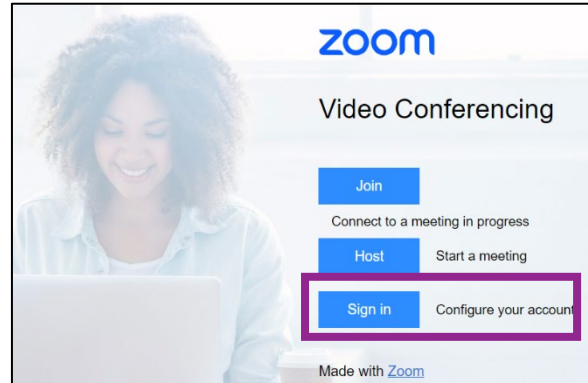 zoom
Video Conferencing
Join
Connect to a meeting in progress
Host Start a meeting
Sign in Configure your account
Made with Zoom